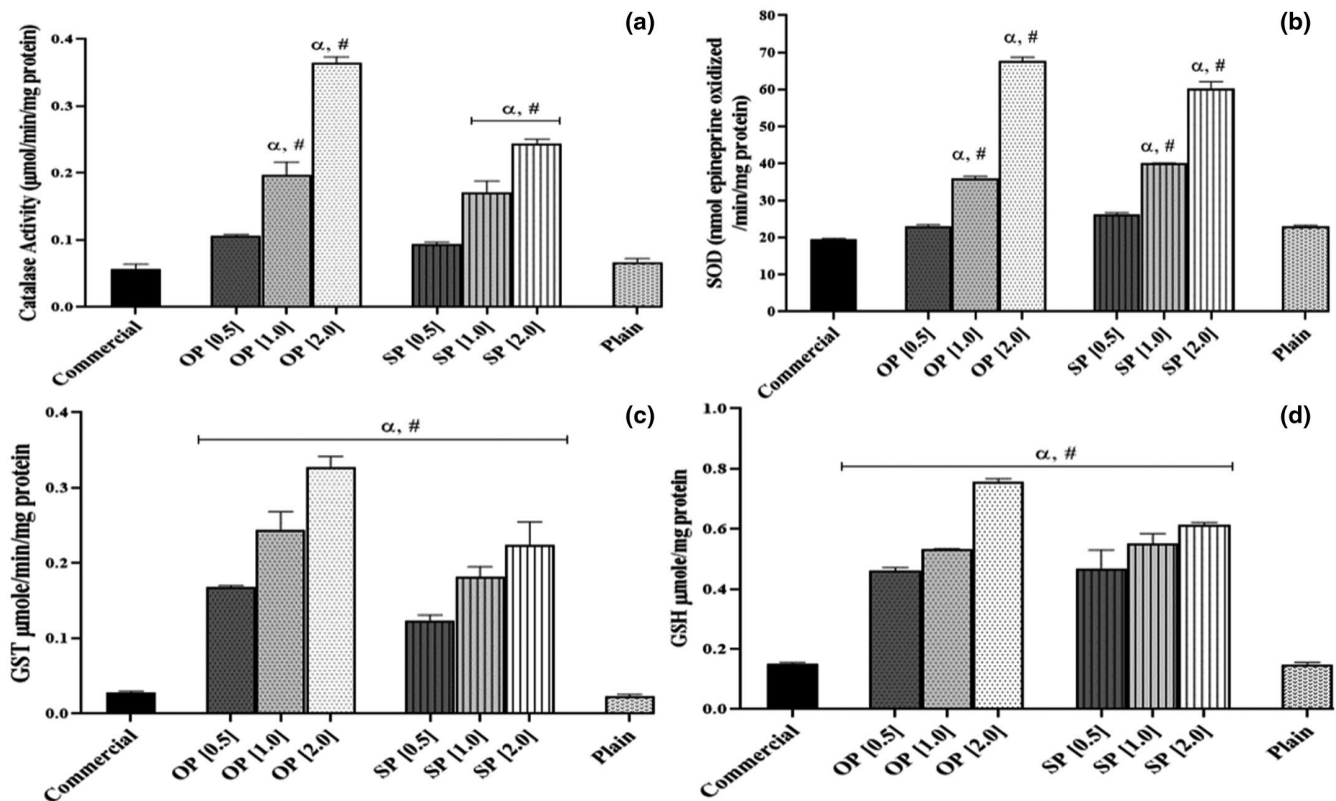 (a)
Catalase Activity (μmol/min/mg protein)
0.4
0.3
0.2
0.1
0.0
α, #
α, #
α, #
Commercial
OP [0.5]
OP [1.0]
OP [2.0]
SP [0.5]
SP [1.0]
SP [2.0]
Plain
(b)
SOD (nmol epineprine oxidized
/min/mg protein)
80
70
60
50
40
30
20
10
0
α, #
α, #
α, #
α, #
Commercial
OP [0.5]
OP [1.0]
OP [2.0]
SP [0.5]
SP [1.0]
SP [2.0]
Plain
(c)
GST μmole/min/mg protein
0.4
0.3
0.2
0.1
0.0
α, #
Commercial
OP [0.5]
OP [1.0]
OP [2.0]
SP [0.5]
SP [1.0]
SP [2.0]
Plain
(d)
GSH μmole/mg protein
1.0
0.8
0.6
0.4
0.2
0.0
α, #
Commercial
OP [0.5]
OP [1.0]
OP [2.0]
SP [0.5]
SP [1.0]
SP [2.0]
Plain